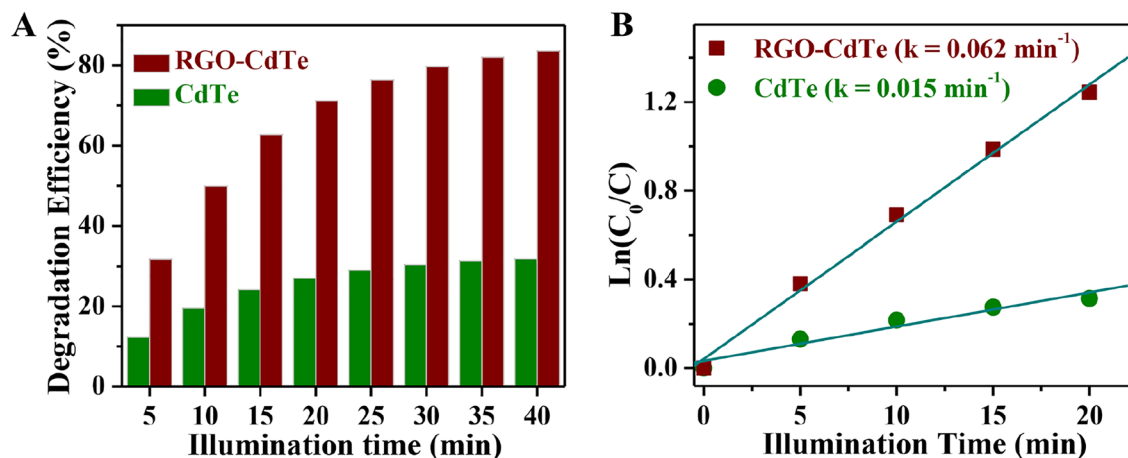 A
Degradation Efficiency (%)
80
60
40
20
0
RGO-CdTe
CdTe
5 10 15 20 25 30 35 40
Illumination time (min)
B
Ln(C₀/C)
1.2
0.8
0.4
0.0
RGO-CdTe (k = 0.062 min⁻¹)
CdTe (k = 0.015 min⁻¹)
0 5 10 15 20
Illumination Time (min)